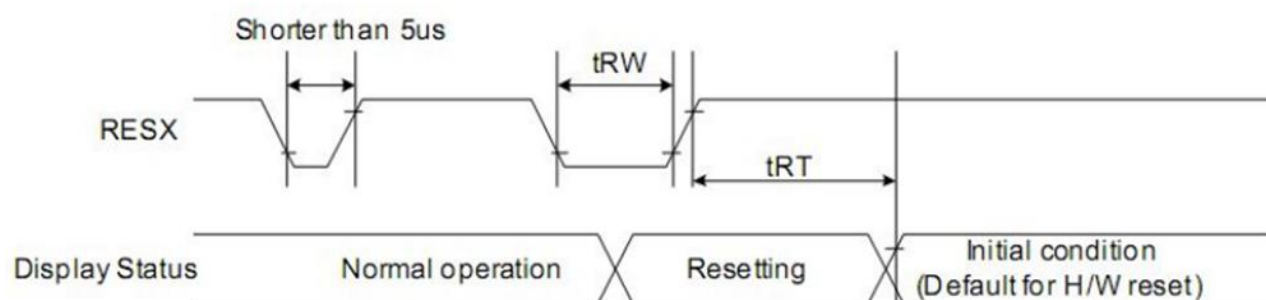 Shorter than 5us
tRW
RESX
tRT
Display Status
Normal operation
Resetting
Initial condition
(Default for H/W reset)